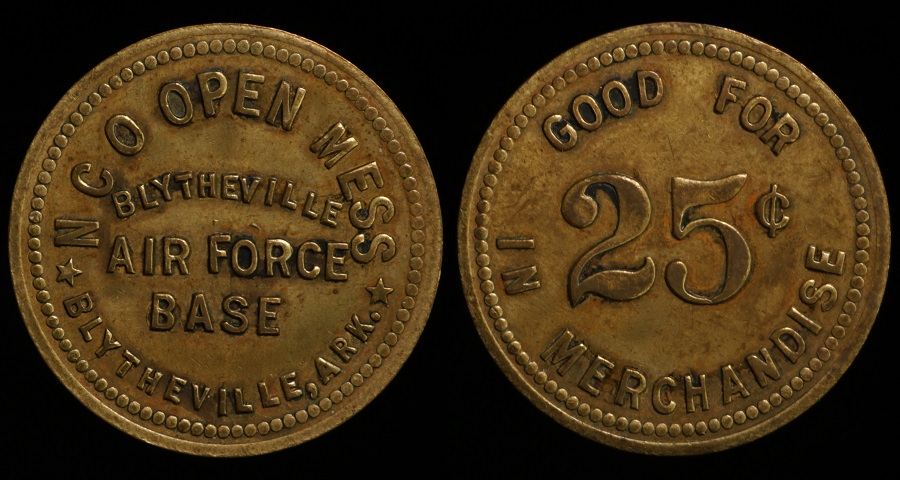 N C O OPEN MESS
BLYTHEVILLE
AIR FORCE
BASE
★ BLYTHEVILLE, ARK. ★
GOOD FOR
25¢
IN MERCHANDISE